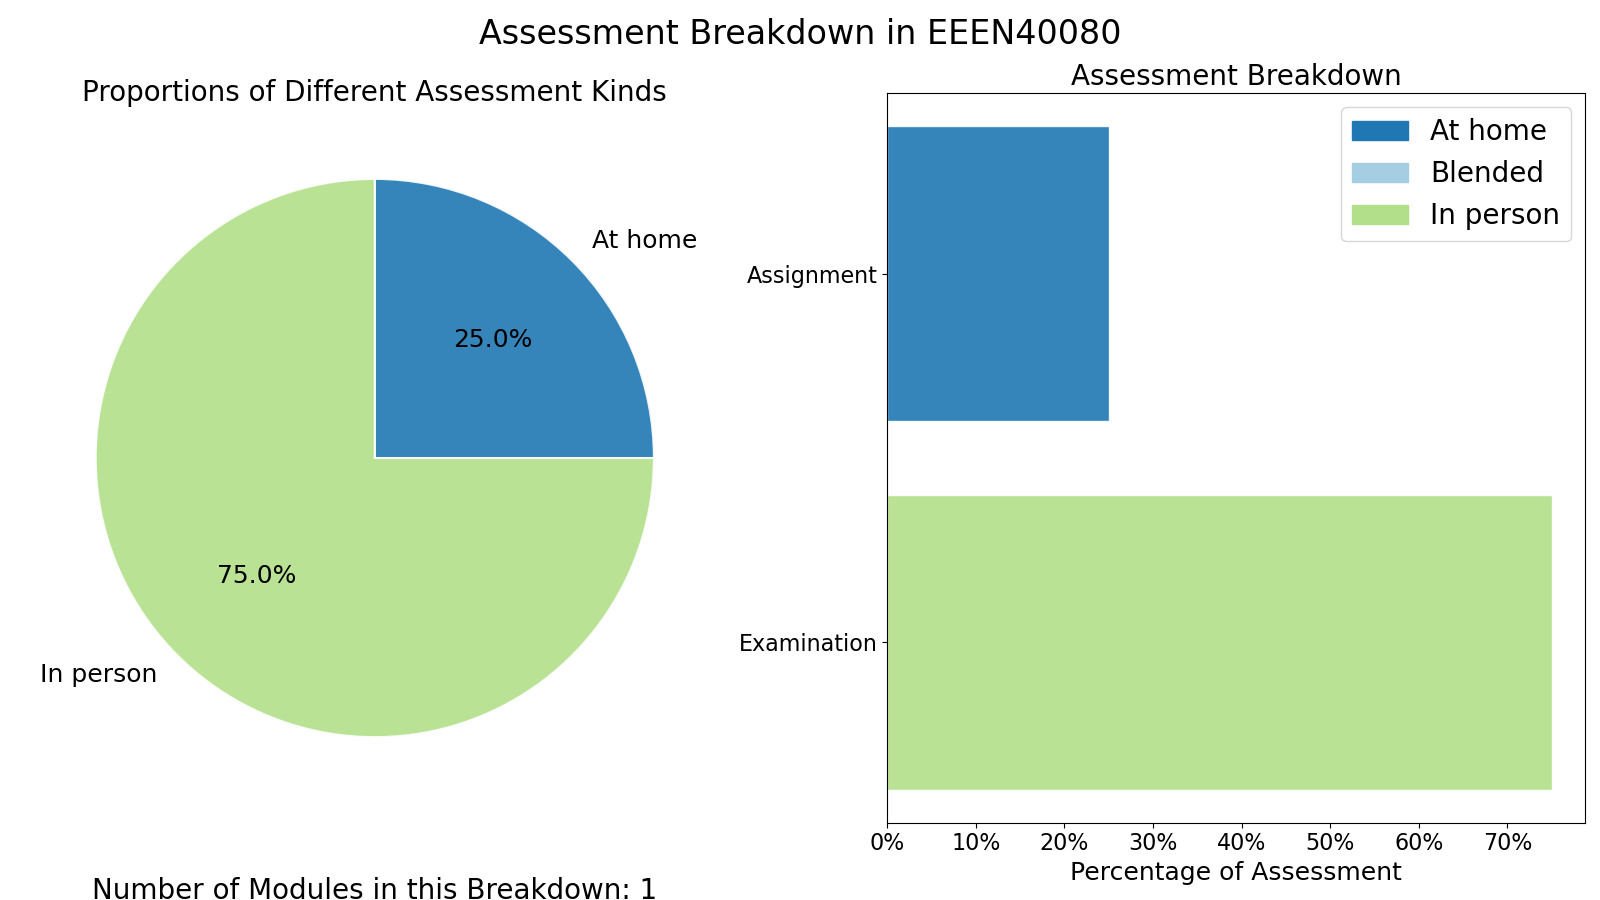 Assessment Breakdown in EEEN40080
Proportions of Different Assessment Kinds
At home
25.0%
75.0%
In person
Number of Modules in this Breakdown: 1
Assessment Breakdown
At home
Blended
In person
Assignment
Examination
0% 10% 20% 30% 40% 50% 60% 70%
Percentage of Assessment